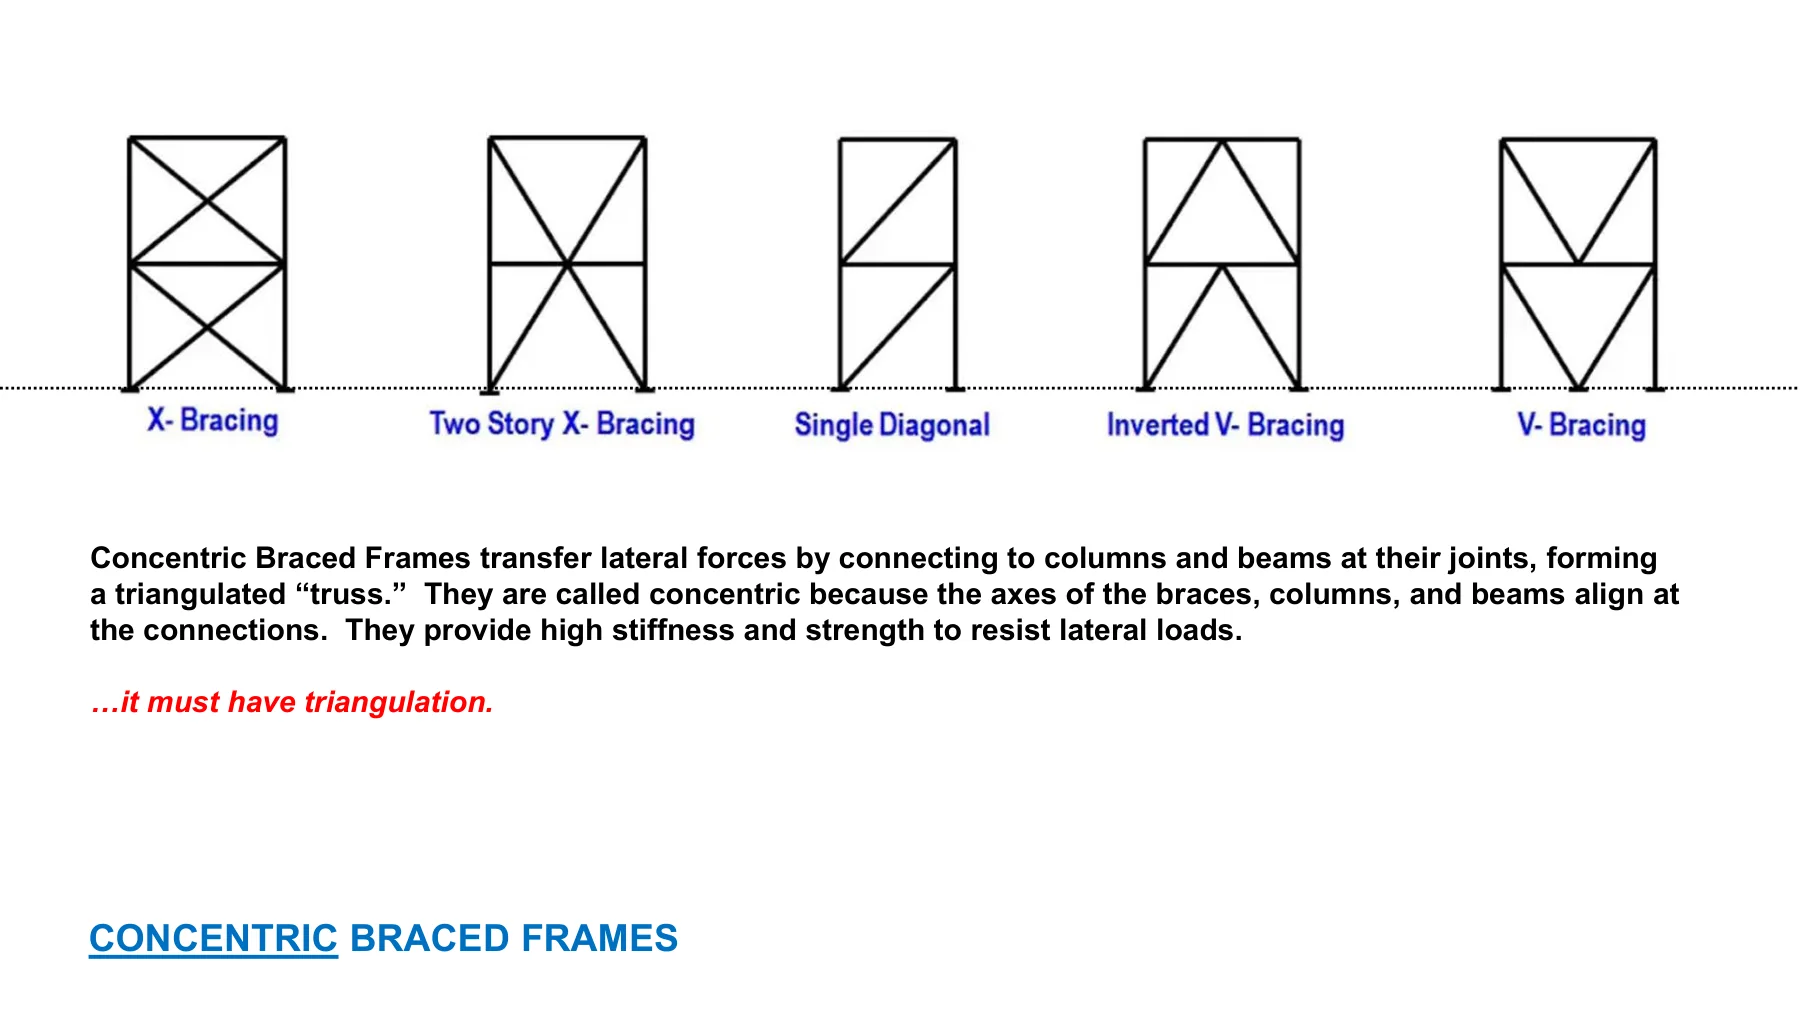 X- Bracing
Two Story X- Bracing
Single Diagonal
Inverted V- Bracing
V- Bracing
Concentric Braced Frames transfer lateral forces by connecting to columns and beams at their joints, forming
a triangulated “truss.”  They are called concentric because the axes of the braces, columns, and beams align at
the connections.  They provide high stiffness and strength to resist lateral loads.
…it must have triangulation.
CONCENTRIC BRACED FRAMES